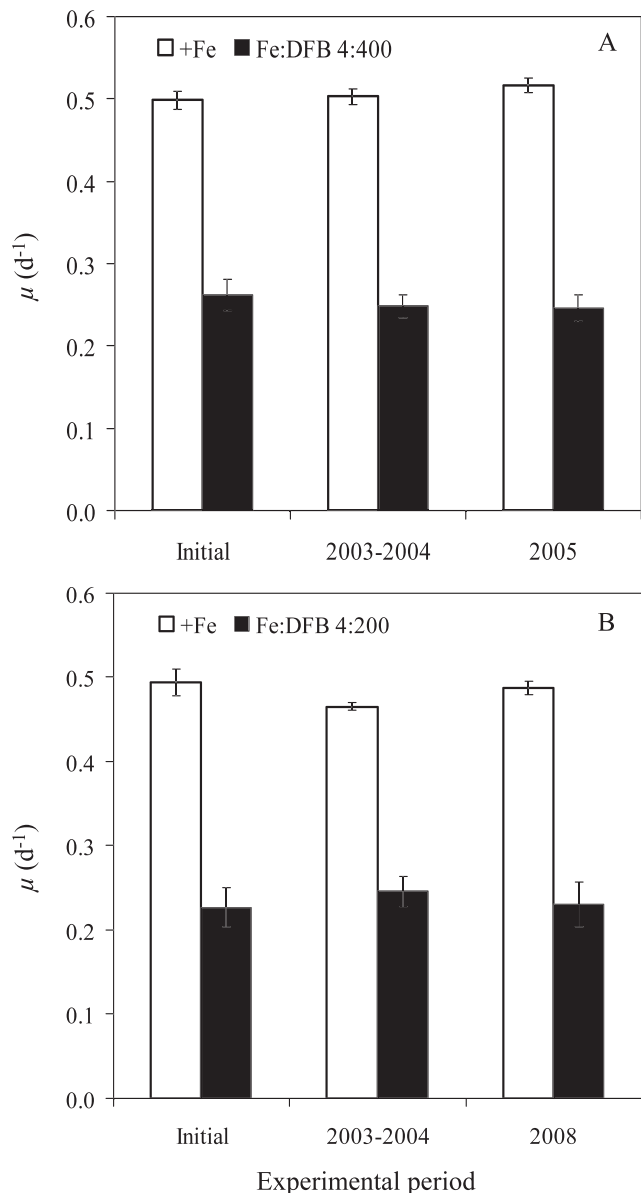 0.6
+Fe Fe:DFB 4:400 A
0.5
0.4
μ (d-1)
0.3
0.2
0.1
0.0
Initial 2003-2004 2005
0.6
+Fe Fe:DFB 4:200 B
0.5
0.4
μ (d-1)
0.3
0.2
0.1
0.0
Initial 2003-2004 2008
Experimental period